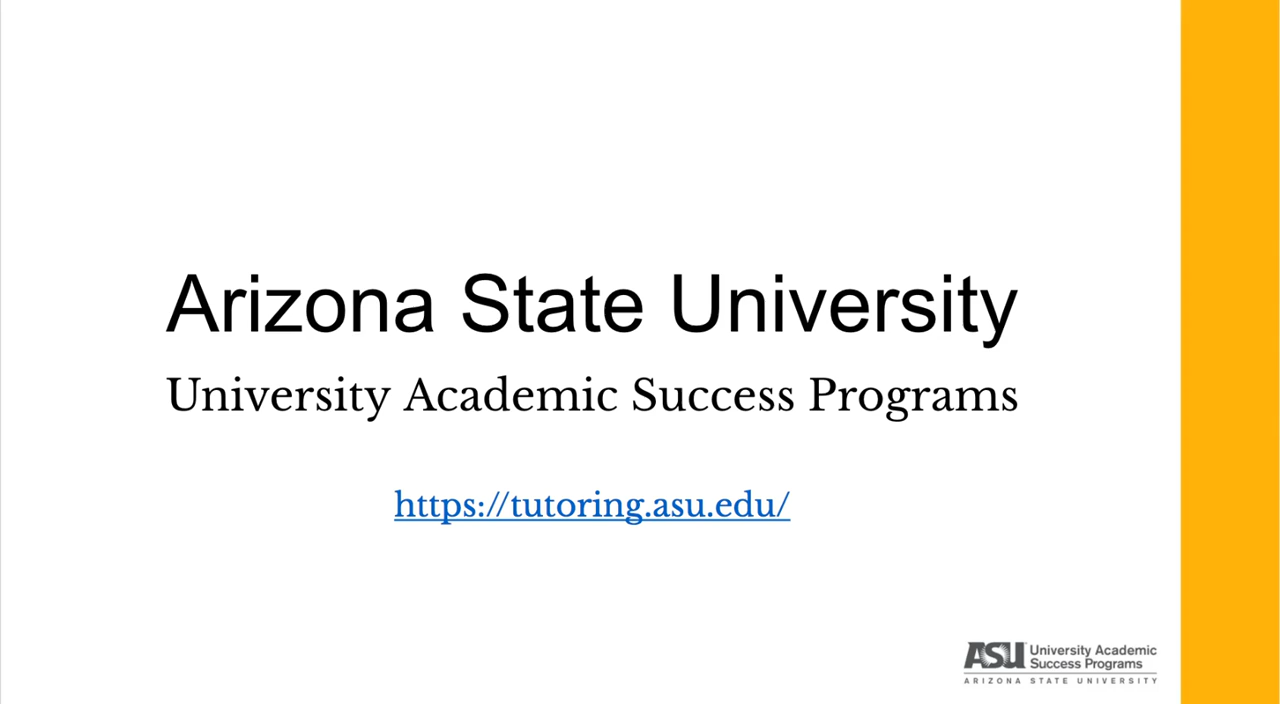 Arizona State University
University Academic Success Programs
https://tutoring.asu.edu/
ASU University Academic
Success Programs
ARIZONA STATE UNIVERSITY